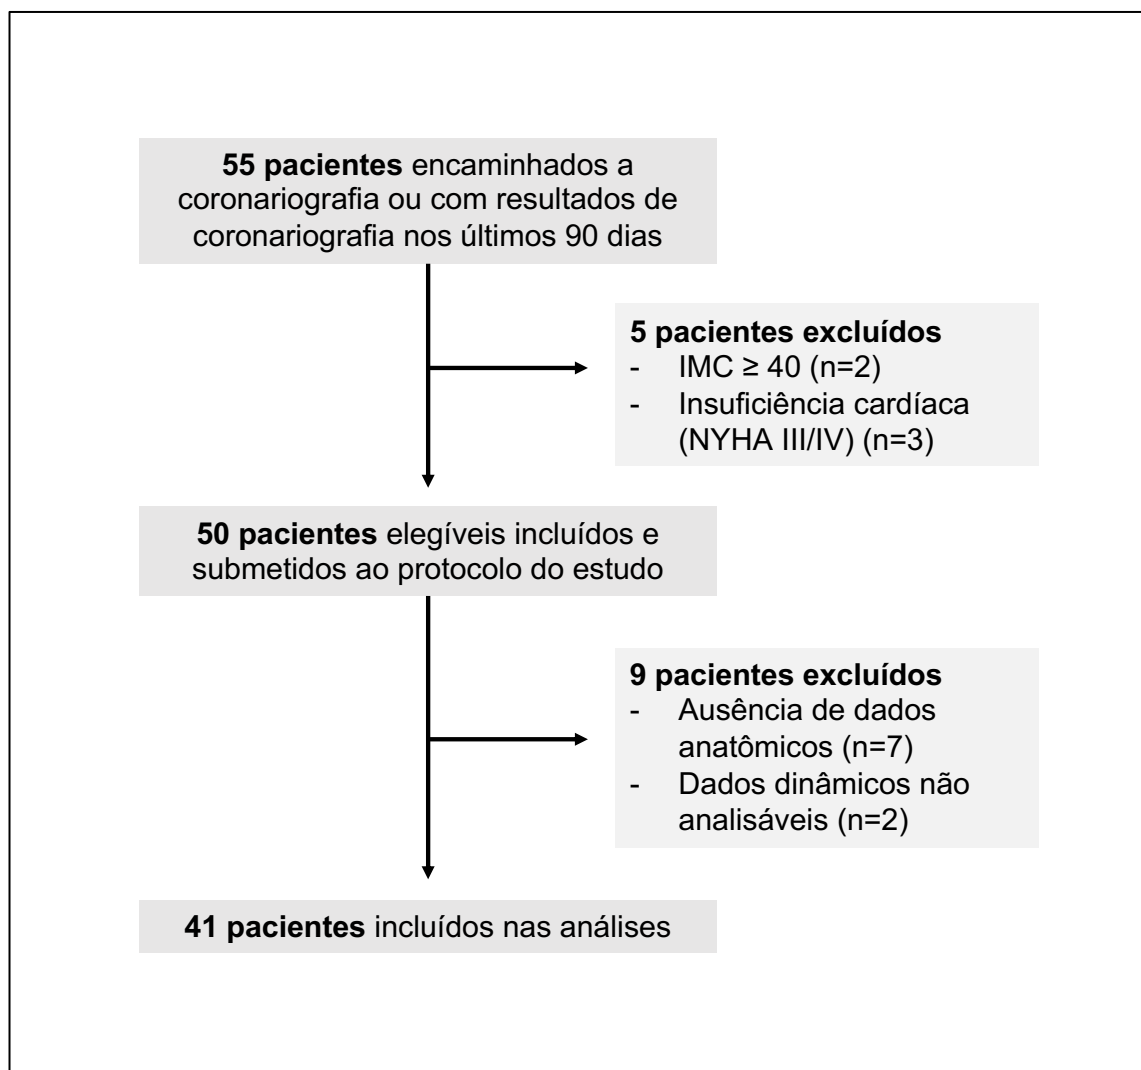 55 pacientes encaminhados a
coronariografia ou com resultados de
coronariografia nos últimos 90 dias
5 pacientes excluídos
- IMC ≥ 40 (n=2)
- Insuficiência cardíaca
(NYHA III/IV) (n=3)
50 pacientes elegíveis incluídos e
submetidos ao protocolo do estudo
9 pacientes excluídos
- Ausência de dados
anatômicos (n=7)
- Dados dinâmicos não
analisáveis (n=2)
41 pacientes incluídos nas análises